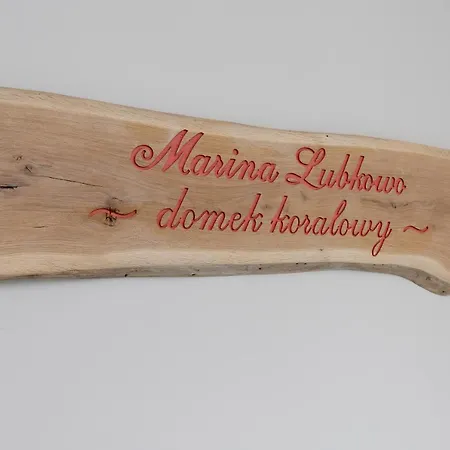 Marina Lubkowo
~ domek koralowy ~